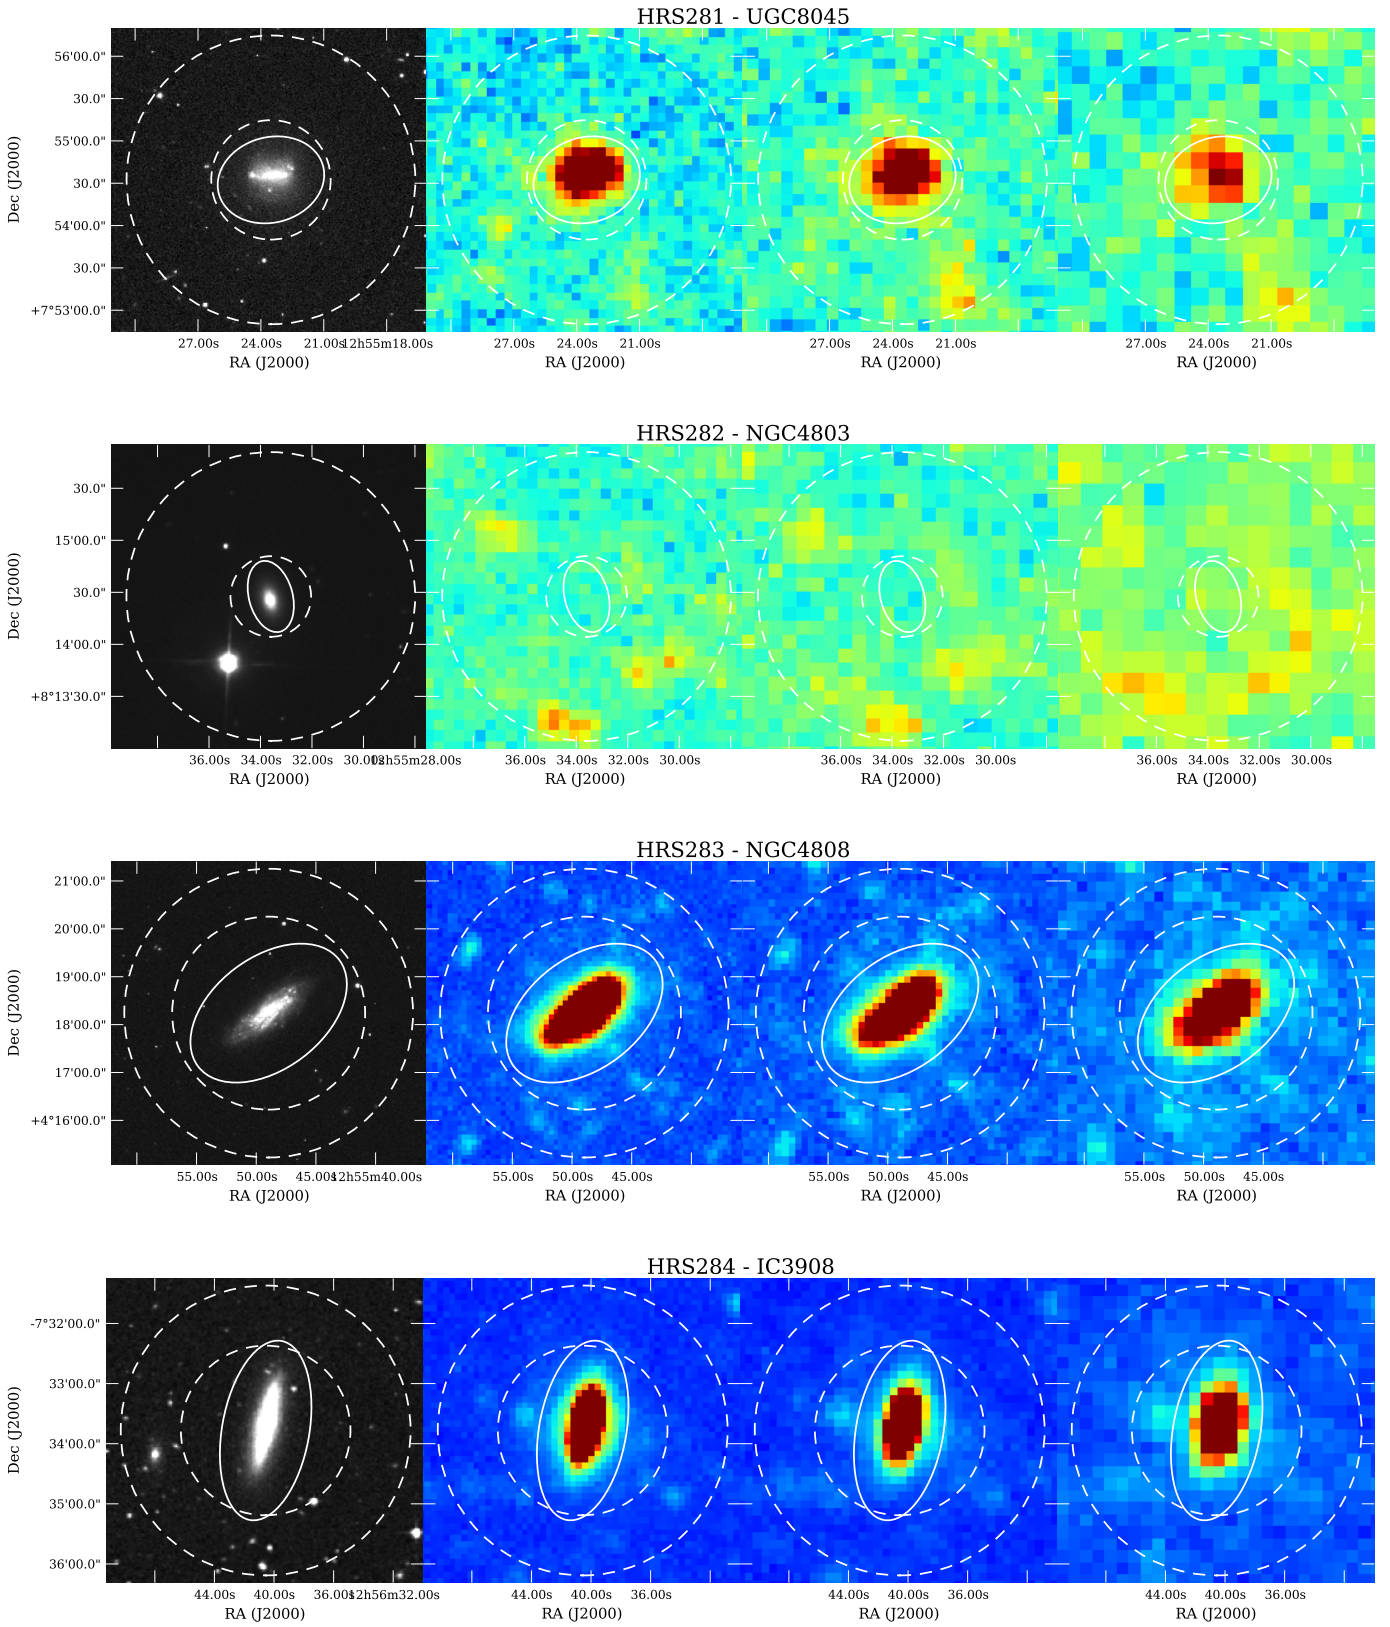 HRS281 - UGC8045
Dec (J2000)
56'00.0"
30.0"
55'00.0"
30.0"
54'00.0"
30.0"
+7°53'00.0"
27.00s 24.00s 21.00s 12h55m18.00s 27.00s 24.00s 21.00s 27.00s 24.00s 21.00s 27.00s 24.00s 21.00s
RA (J2000) RA (J2000) RA (J2000) RA (J2000)
HRS282 - NGC4803
Dec (J2000)
30.0"
15'00.0"
30.0"
14'00.0"
+8°13'30.0"
36.00s 34.00s 32.00s 30.00s 12h55m28.00s 36.00s 34.00s 32.00s 30.00s 36.00s 34.00s 32.00s 30.00s 36.00s 34.00s 32.00s 30.00s
RA (J2000) RA (J2000) RA (J2000) RA (J2000)
HRS283 - NGC4808
Dec (J2000)
21'00.0"
20'00.0"
19'00.0"
18'00.0"
17'00.0"
+4°16'00.0"
55.00s 50.00s 45.00s 12h55m40.00s 55.00s 50.00s 45.00s 55.00s 50.00s 45.00s 55.00s 50.00s 45.00s
RA (J2000) RA (J2000) RA (J2000) RA (J2000)
HRS284 - IC3908
Dec (J2000)
-7°32'00.0"
33'00.0"
34'00.0"
35'00.0"
36'00.0"
44.00s 40.00s 36.00s 12h56m32.00s 44.00s 40.00s 36.00s 44.00s 40.00s 36.00s 44.00s 40.00s 36.00s
RA (J2000) RA (J2000) RA (J2000) RA (J2000)